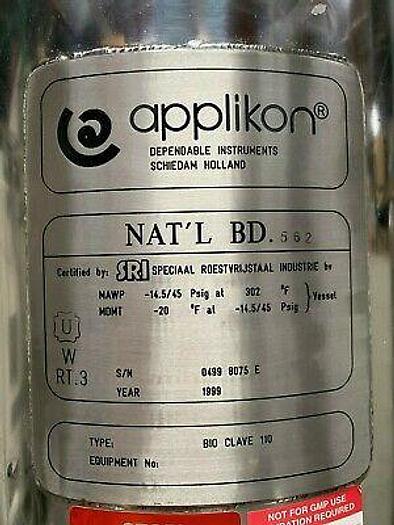 applikon®
DEPENDABLE INSTRUMENTS
SCHIEDAM HOLLAND
NAT'L BD. 562
Certified by: SRI SPECIAAL ROESTVRIJSTAAL INDUSTRIE bv
MAWP -14.5/45 Psig at 302 °F } Vessel
MDMT -20 °F at -14.5/45 Psig
U
W
RT.3
S/N 0499 8075 E
YEAR 1999
TYPE: BIO CLAVE 110
EQUIPMENT No:
NOT FOR GMP USE
REQUIRED